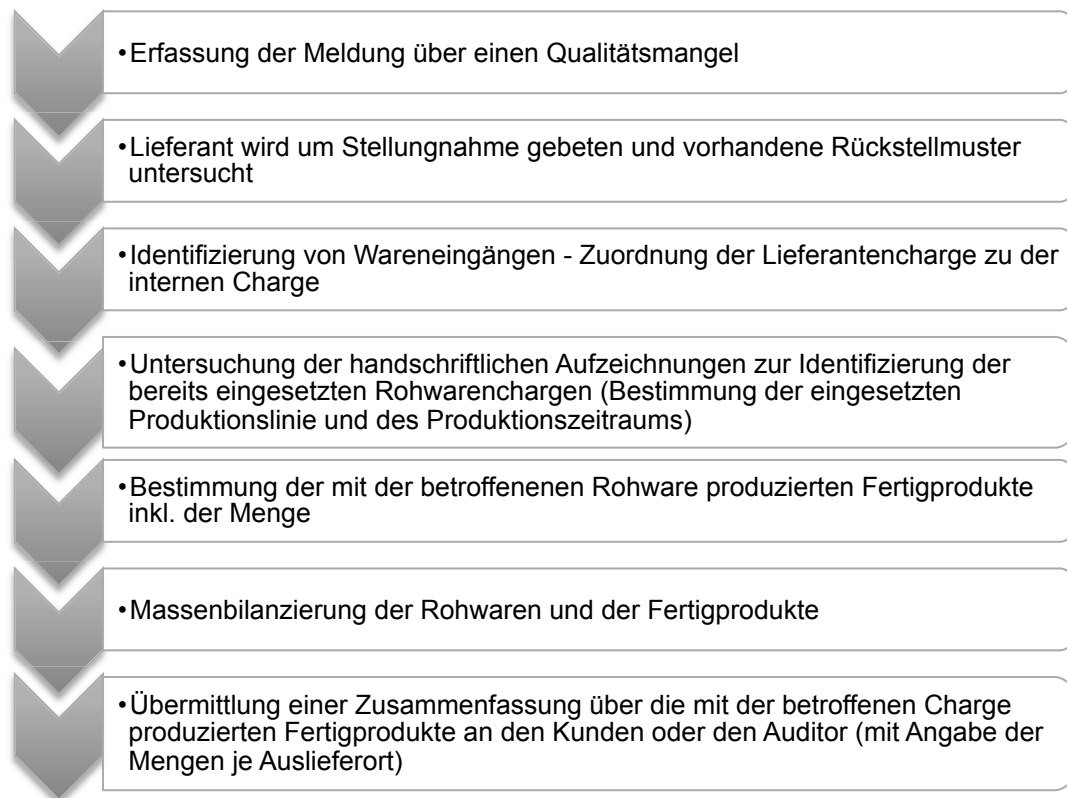 •Erfassung der Meldung über einen Qualitätsmangel
•Lieferant wird um Stellungnahme gebeten und vorhandene Rückstellmuster
untersucht
•Identifizierung von Wareneingängen - Zuordnung der Lieferantencharge zu der
internen Charge
•Untersuchung der handschriftlichen Aufzeichnungen zur Identifizierung der
bereits eingesetzten Rohwarenchargen (Bestimmung der eingesetzten
Produktionslinie und des Produktionszeitraums)
•Bestimmung der mit der betroffenenen Rohware produzierten Fertigprodukte
inkl. der Menge
•Massenbilanzierung der Rohwaren und der Fertigprodukte
•Übermittlung einer Zusammenfassung über die mit der betroffenen Charge
produzierten Fertigprodukte an den Kunden oder den Auditor (mit Angabe der
Mengen je Auslieferort)